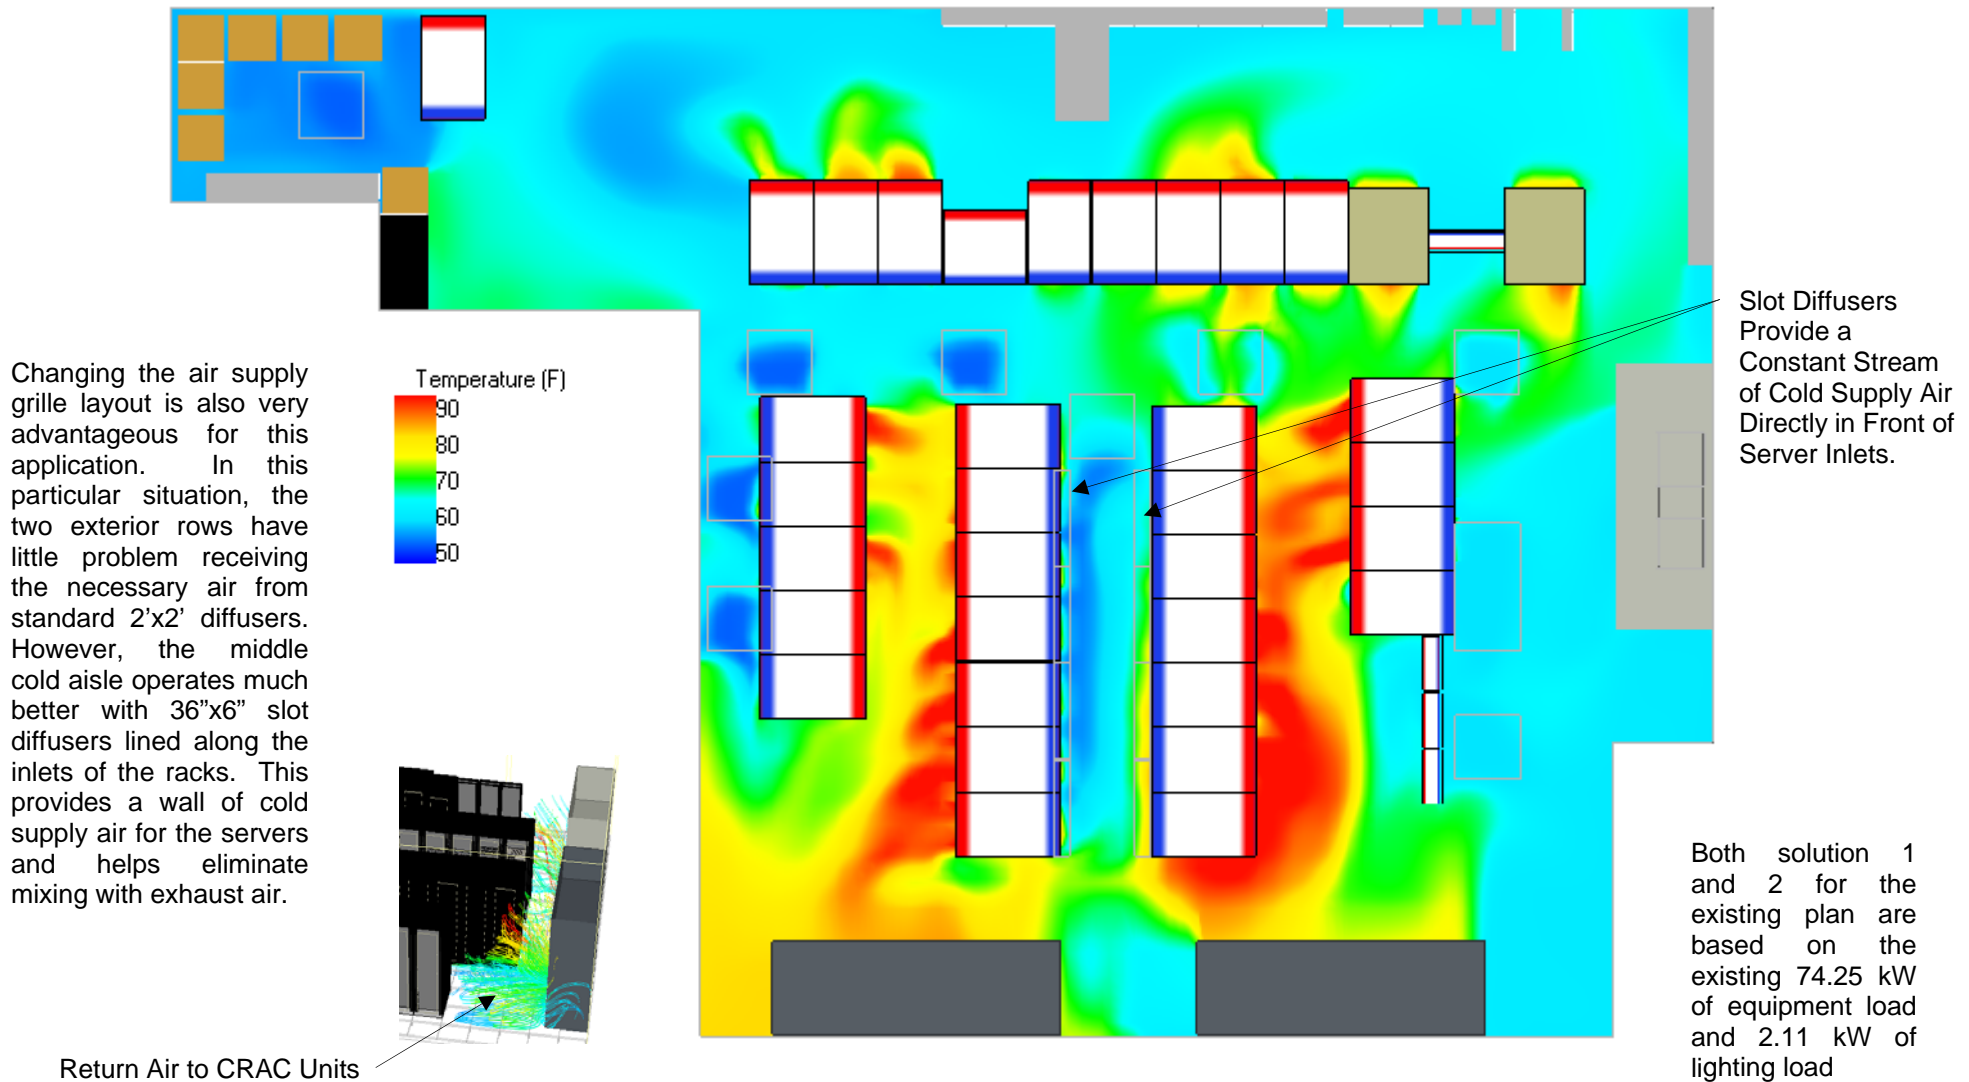 Changing the air supply
grille layout is also very
advantageous for this
application. In this
particular situation, the
two exterior rows have
little problem receiving
the necessary air from
standard 2’x2’ diffusers.
However, the middle
cold aisle operates much
better with 36”x6” slot
diffusers lined along the
inlets of the racks. This
provides a wall of cold
supply air for the servers
and helps eliminate
mixing with exhaust air.
Temperature (F)
90
80
70
60
50
Slot Diffusers
Provide a
Constant Stream
of Cold Supply Air
Directly in Front of
Server Inlets.
Return Air to CRAC Units
Both solution 1
and 2 for the
existing plan are
based on the
existing 74.25 kW
of equipment load
and 2.11 kW of
lighting load